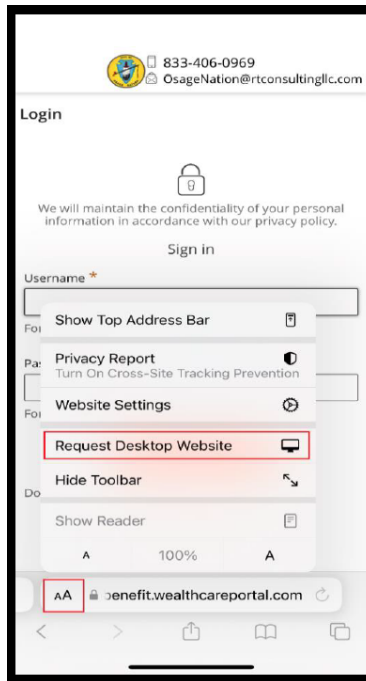 833-406-0969
OsageNation@rtconsultingllc.com
Login
We will maintain the confidentiality of your personal
information in accordance with our privacy policy.
Sign in
Username *
Show Top Address Bar
Privacy Report
Turn On Cross-Site Tracking Prevention
Website Settings
Request Desktop Website
Hide Toolbar
Show Reader
A 100% A
AA benefit.wealthcareportal.com